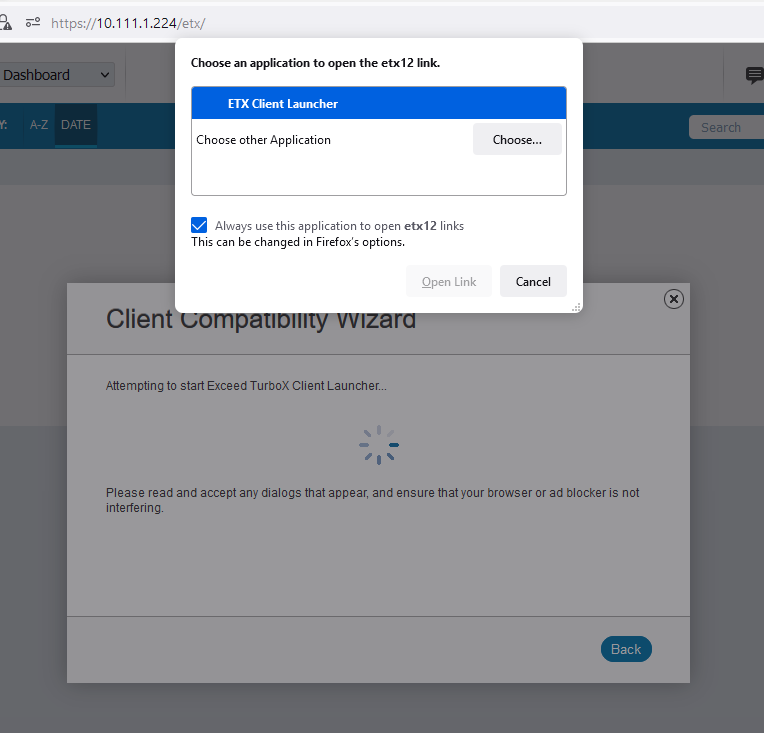 https://10.111.1.224/etx/
Choose an application to open the etx12 link.
Dashboard
ETX Client Launcher
Y:
A-Z
DATE
Search
Choose other Application
Choose...
Always use this application to open etx12 links
This can be changed in Firefox's options.
Open Link
Cancel
Client Compatibility Wizard
Attempting to start Exceed TurboX Client Launcher...
Please read and accept any dialogs that appear, and ensure that your browser or ad blocker is not
interfering.
Back